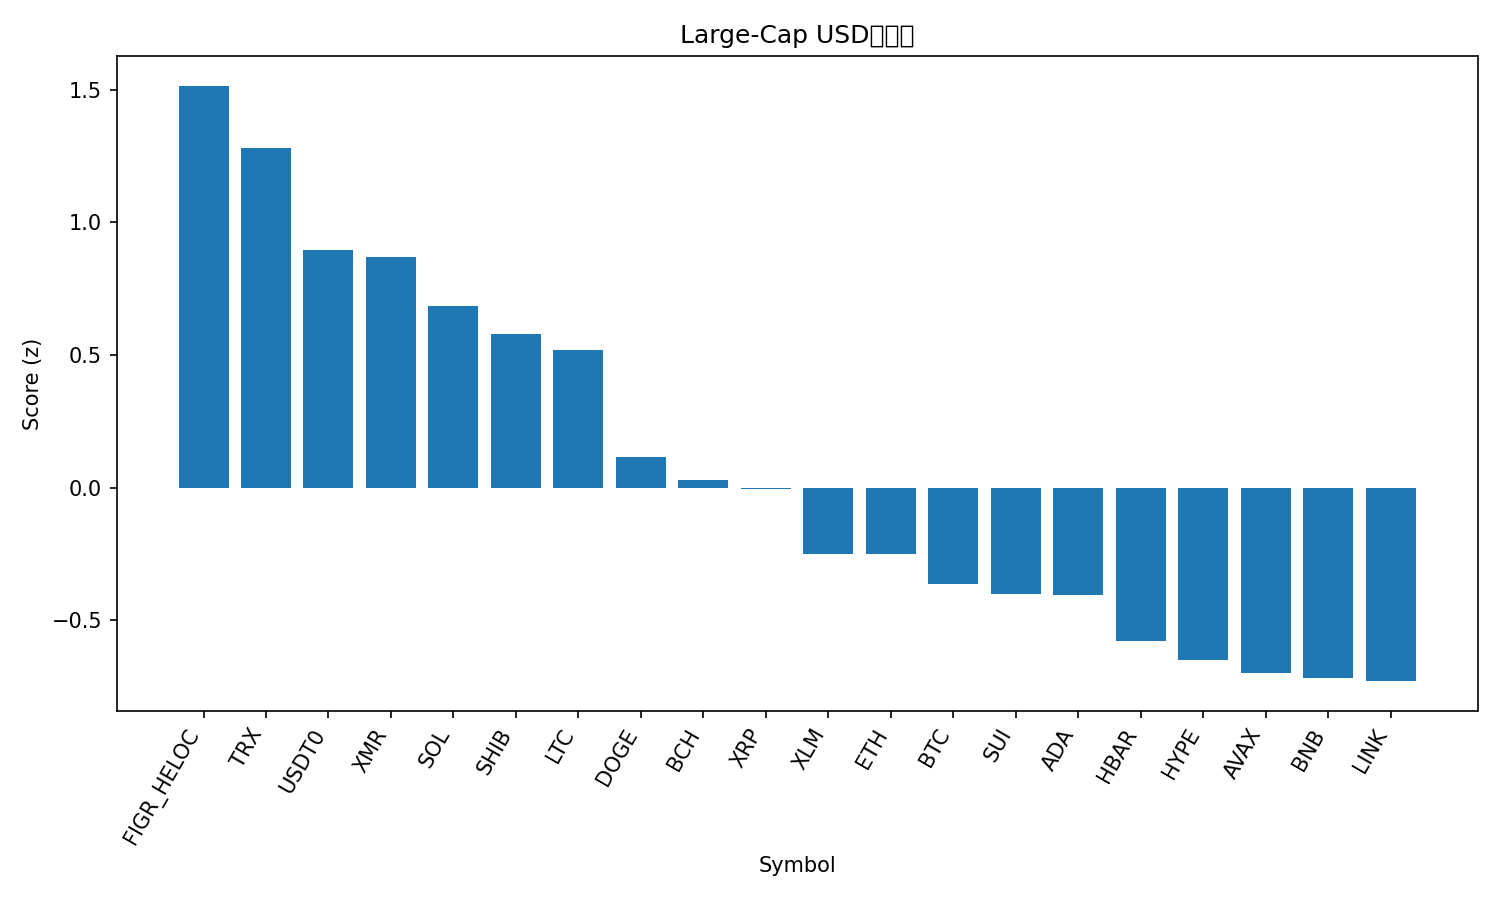 Large-Cap USD
Score (z)
1.5
1.0
0.5
0.0
−0.5
FIGR_HELOC
TRX
USDT0
XMR
SOL
SHIB
LTC
DOGE
BCH
XRP
XLM
ETH
BTC
SUI
ADA
HBAR
HYPE
AVAX
BNB
LINK
Symbol